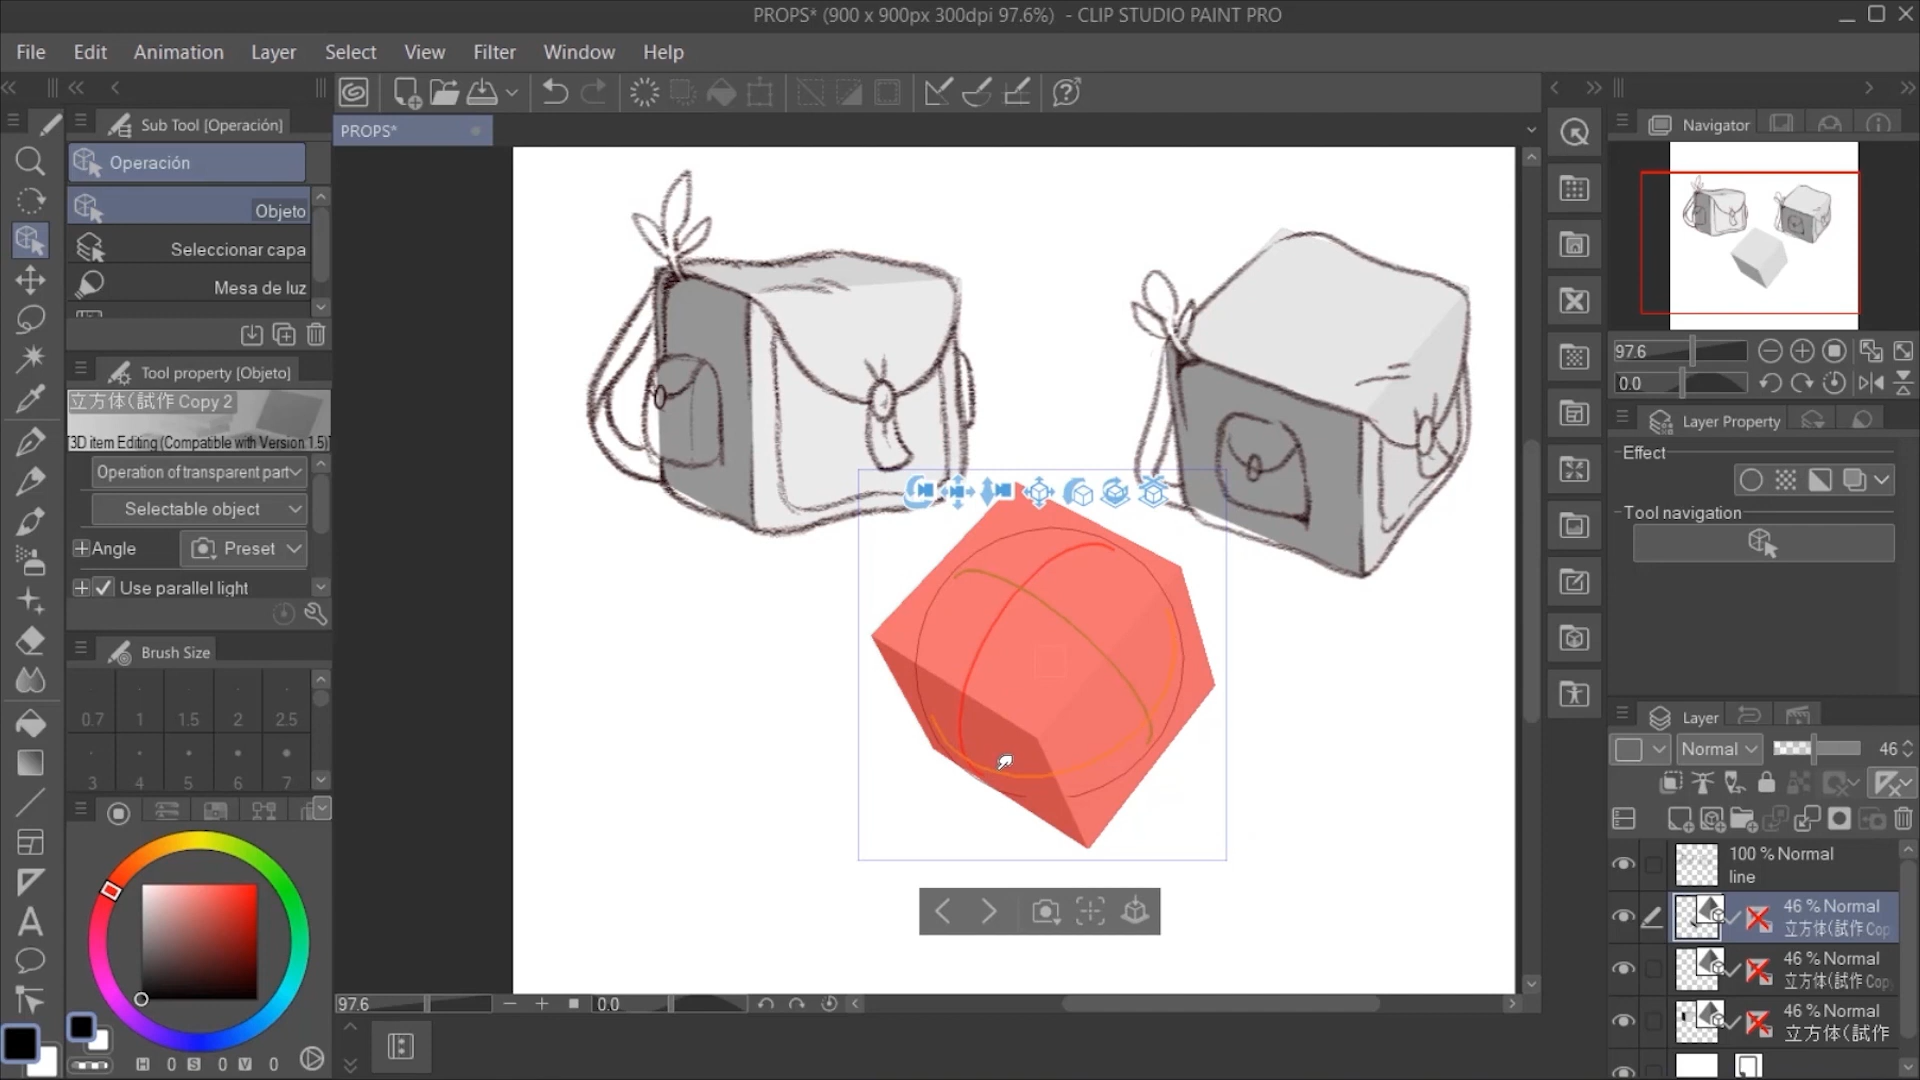 PROPS* (900 x 900px 300dpi 97.6%) - CLIP STUDIO PAINT PRO
File Edit Animation Layer Select View Filter Window Help
Sub Tool [Operación]
PROPS*
Navigator
Operación
Objeto
Seleccionar capa
Mesa de luz
97.6
0.0
Tool property [Objeto]
立方体(試作 Copy 2
3D item Editing (Compatible with Version 1.5)
Operation of transparent part
Selectable object
Angle
Preset
Use parallel light
Layer Property
Effect
Tool navigation
Brush Size
0.7 1 1.5 2 2.5
3 4 5 6 7
Layer
Normal
46
100 % Normal
line
46 % Normal
立方体(試作 Cop
46 % Normal
立方体(試作 Cop
46 % Normal
立方体(試作
97.6
0.0
H 0 S 0 V 0
A